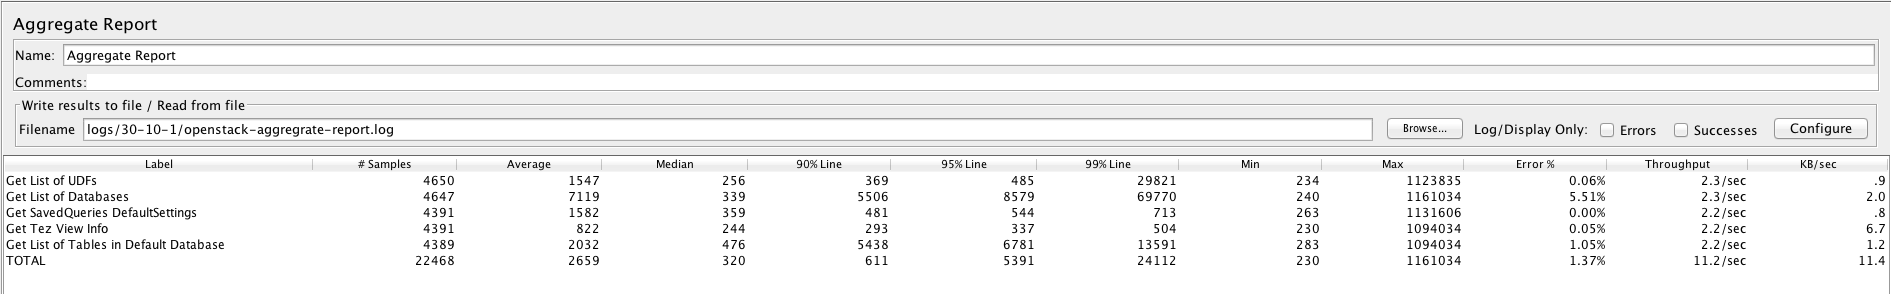 Aggregate Report
Name: Aggregate Report
Comments:
Write results to file / Read from file
Filename logs/30-10-1/openstack-aggregrate-report.log Browse... Log/Display Only: Errors Successes Configure
Label # Samples Average Median 90% Line 95% Line 99% Line Min Max Error % Throughput KB/sec
Get List of UDFs 4650 1547 256 369 485 29821 234 1123835 0.06% 2.3/sec .9
Get List of Databases 4647 7119 339 5506 8579 69770 240 1161034 5.51% 2.3/sec 2.0
Get SavedQueries DefaultSettings 4391 1582 359 481 544 713 263 1131606 0.00% 2.2/sec .8
Get Tez View Info 4391 822 244 293 337 504 230 1094034 0.05% 2.2/sec 6.7
Get List of Tables in Default Database 4389 2032 476 5438 6781 13591 283 1094034 1.05% 2.2/sec 1.2
TOTAL 22468 2659 320 611 5391 24112 230 1161034 1.37% 11.2/sec 11.4